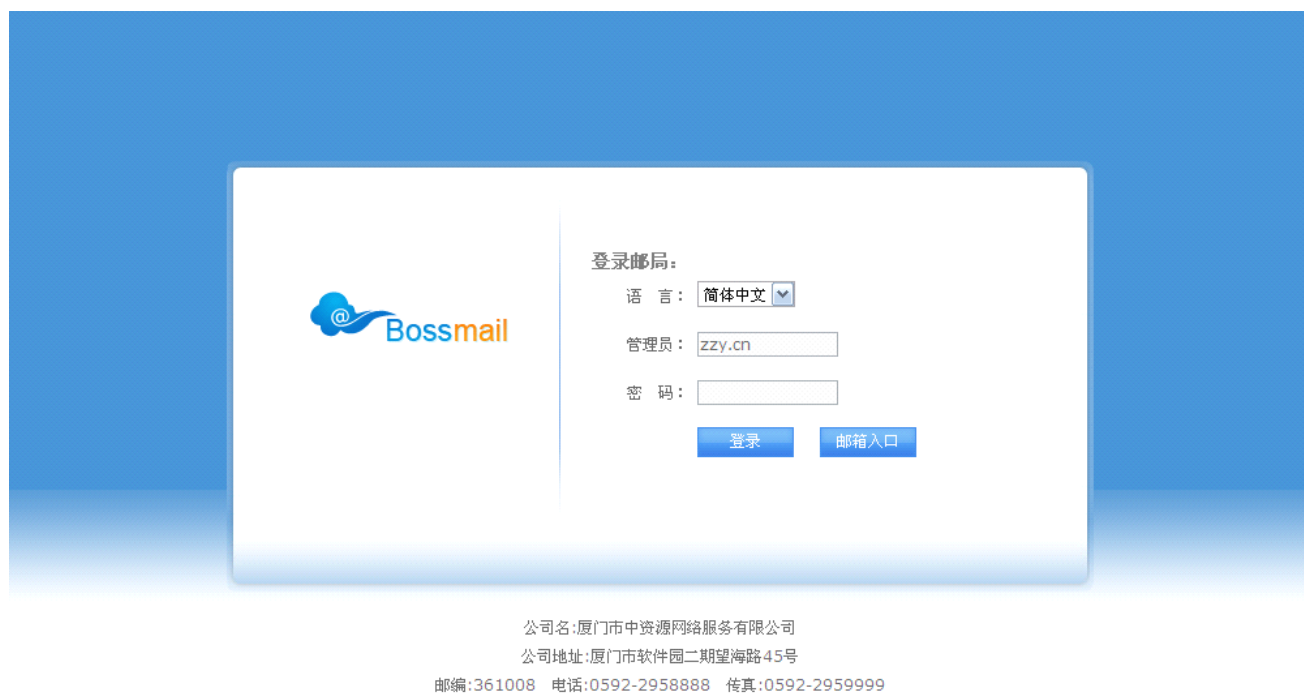 登录邮局：
语 言： 简体中文
@ Bossmail
管理员： zzy.cn
密 码：
登录 邮箱入口
公司名:厦门市中资源网络服务有限公司
公司地址:厦门市软件园二期望海路45号
邮编:361008 电话:0592-2958888 传真:0592-2959999